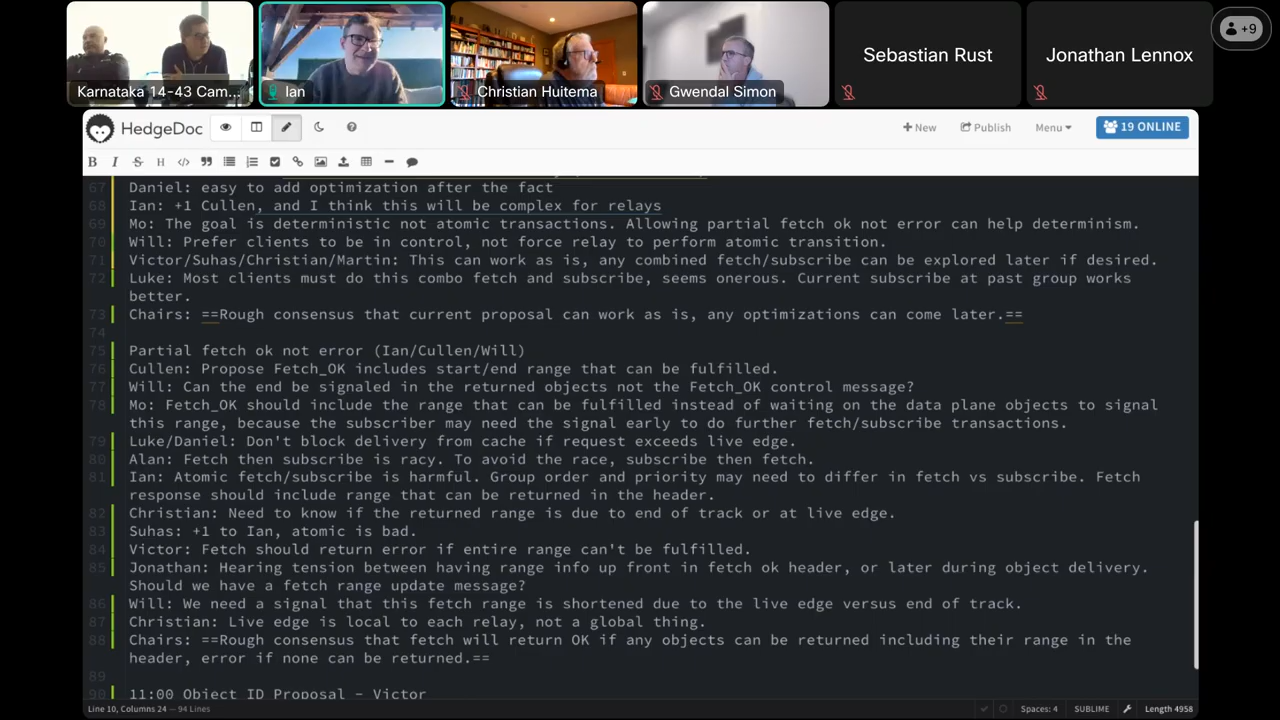 Karnataka 14-43 Cam...
Ian
Christian Huitema
Gwendal Simon
Sebastian Rust
Jonathan Lennox
+9
HedgeDoc
New
Publish
Menu
19 ONLINE
B I S H
67 Daniel: easy to add optimization after the fact
68 Ian: +1 Cullen, and I think this will be complex for relays
69 Mo: The goal is deterministic not atomic transactions. Allowing partial fetch ok not error can help determinism.
70 Will: Prefer clients to be in control, not force relay to perform atomic transition.
71 Victor/Suhas/Christian/Martin: This can work as is, any combined fetch/subscribe can be explored later if desired.
72 Luke: Most clients must do this combo fetch and subscribe, seems onerous. Current subscribe at past group works
better.
73 Chairs: ==Rough consensus that current proposal can work as is, any optimizations can come later.==
74
75 Partial fetch ok not error (Ian/Cullen/Will)
76 Cullen: Propose Fetch_OK includes start/end range that can be fulfilled.
77 Will: Can the end be signaled in the returned objects not the Fetch_OK control message?
78 Mo: Fetch_OK should include the range that can be fulfilled instead of waiting on the data plane objects to signal
this range, because the subscriber may need the signal early to do further fetch/subscribe transactions.
79 Luke/Daniel: Don't block delivery from cache if request exceeds live edge.
80 Alan: Fetch then subscribe is racy. To avoid the race, subscribe then fetch.
81 Ian: Atomic fetch/subscribe is harmful. Group order and priority may need to differ in fetch vs subscribe. Fetch
response should include range that can be returned in the header.
82 Christian: Need to know if the returned range is due to end of track or at live edge.
83 Suhas: +1 to Ian, atomic is bad.
84 Victor: Fetch should return error if entire range can't be fulfilled.
85 Jonathan: Hearing tension between having range info up front in fetch ok header, or later during object delivery.
Should we have a fetch range update message?
86 Will: We need a signal that this fetch range is shortened due to the live edge versus end of track.
87 Christian: Live edge is local to each relay, not a global thing.
88 Chairs: ==Rough consensus that fetch will return OK if any objects can be returned including their range in the
header, error if none can be returned.==
89
90 11:00 Object ID Proposal - Victor
Line 10, Columns 24 — 94 Lines
Spaces: 4
SUBLIME
Length 4958